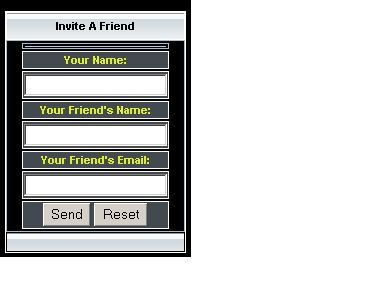 Invite A Friend
Your Name:
Your Friend's Name:
Your Friend's Email:
Send Reset